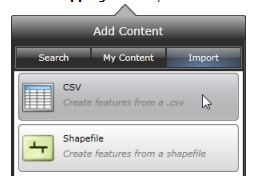 Add Content
Search My Content Import
CSV
Create features from a .csv
Shapefile
Create features from a shapefile